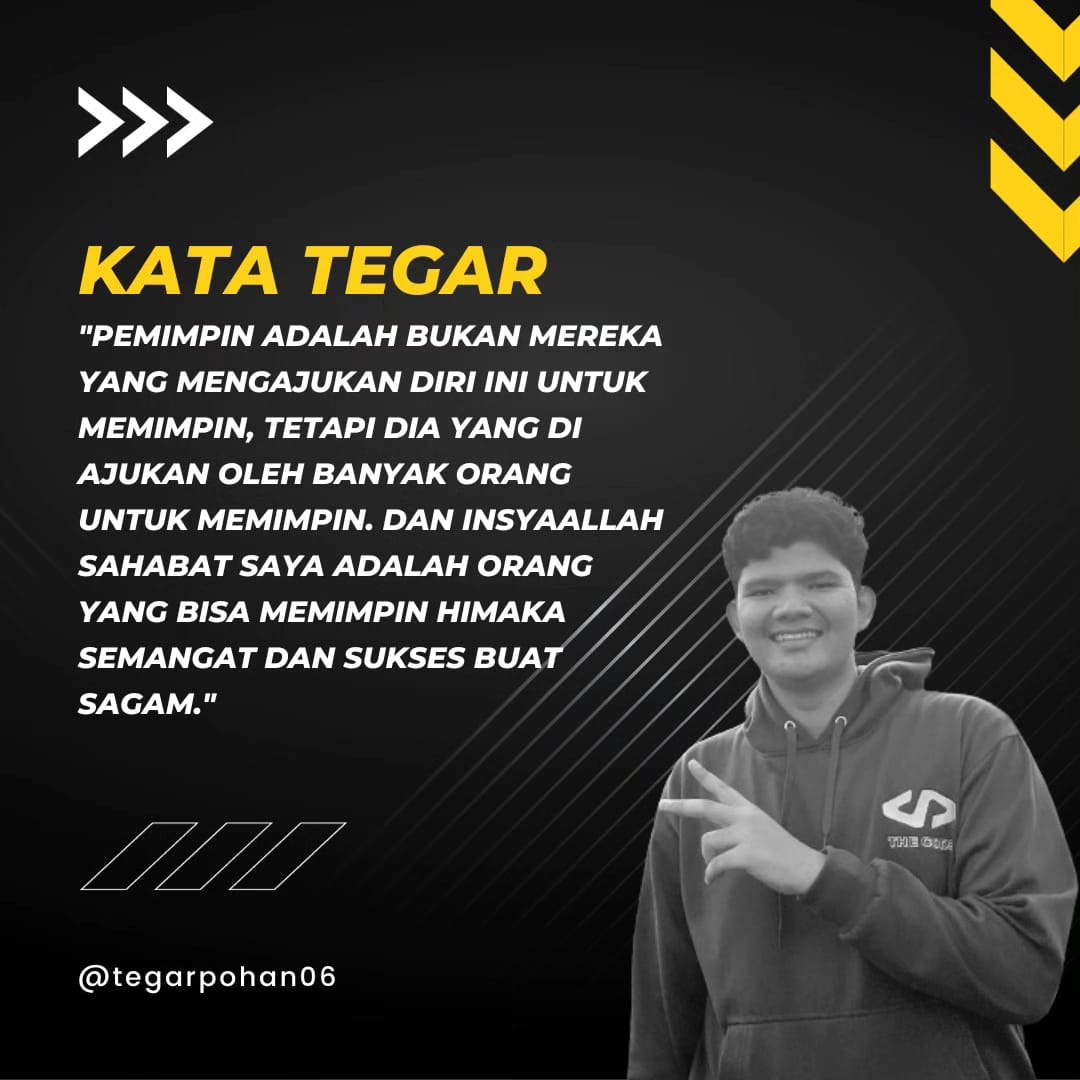 KATA TEGAR
"PEMIMPIN ADALAH BUKAN MEREKA
YANG MENGAJUKAN DIRI INI UNTUK
MEMIMPIN, TETAPI DIA YANG DI
AJUKAN OLEH BANYAK ORANG
UNTUK MEMIMPIN. DAN INSYAALLAH
SAHABAT SAYA ADALAH ORANG
YANG BISA MEMIMPIN HIMAKA
SEMANGAT DAN SUKSES BUAT
SAGAM."
THE CODE
@tegarpohan06